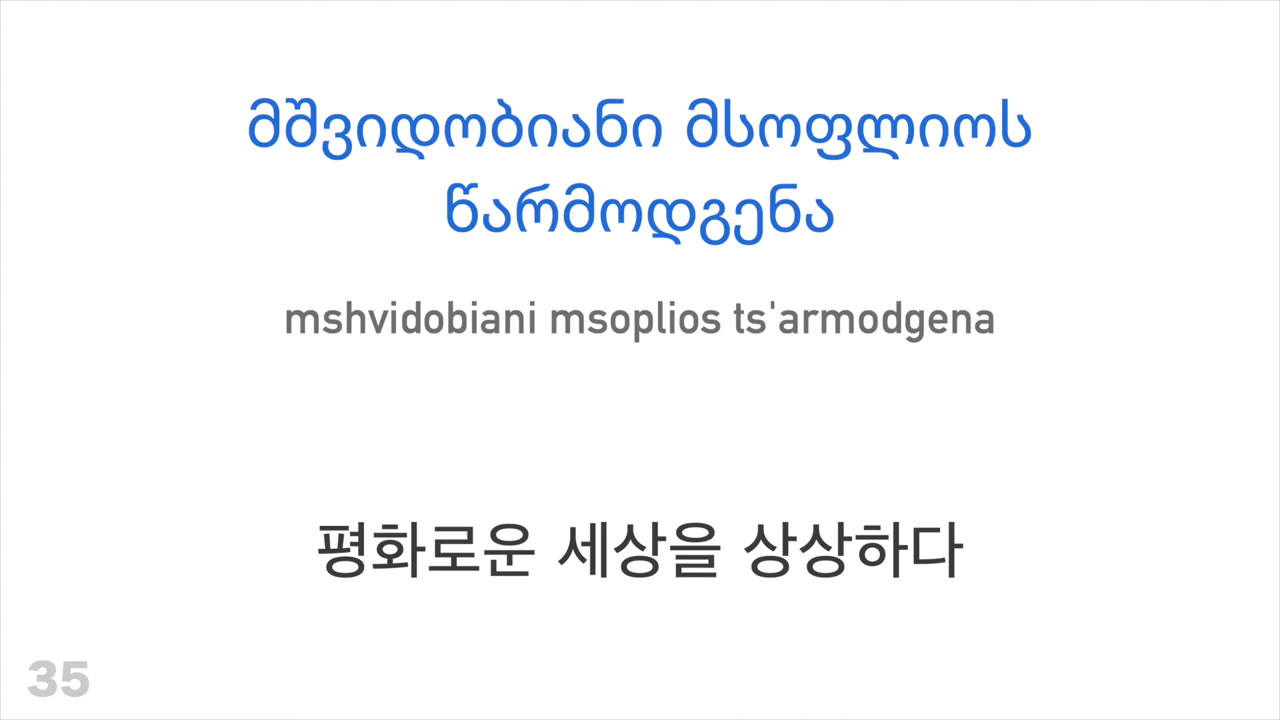 მშვიდობიანი მსოფლიოს
წარმოდგენა
mshvidobiani msoplios ts'armodgena
평화로운 세상을 상상하다
35